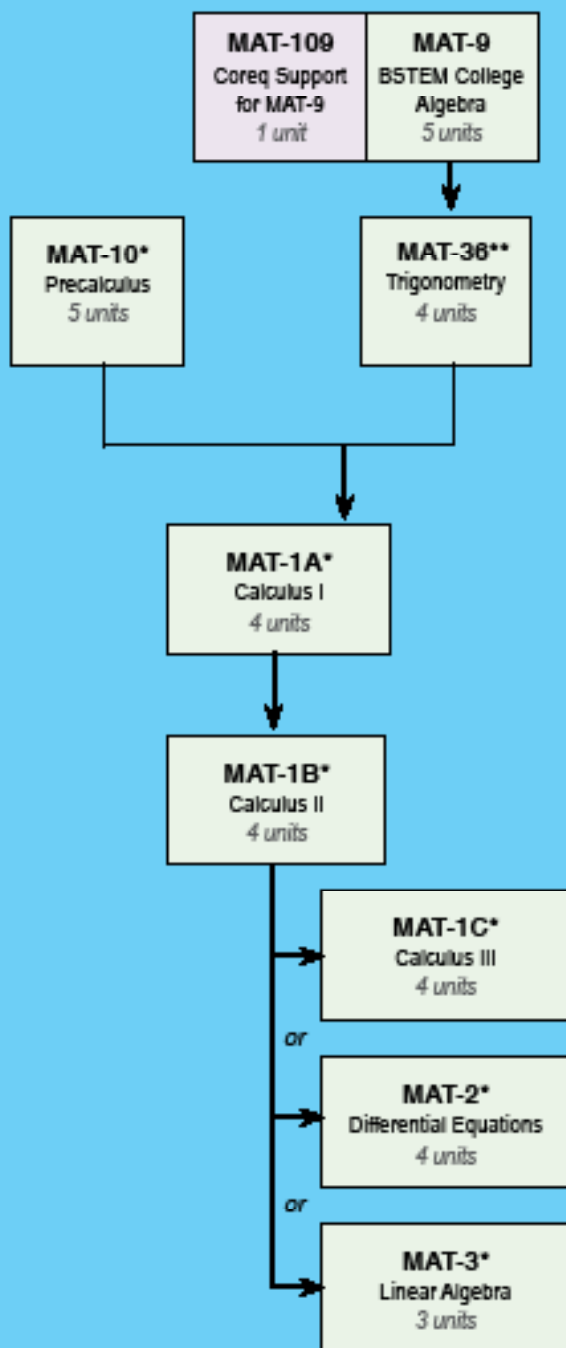 MAT-109
Coreq Support
for MAT-9
1 unit
MAT-9
BSTEM College
Algebra
5 units
MAT-10*
Precalculus
5 units
MAT-36**
Trigonometry
4 units
MAT-1A*
Calculus I
4 units
MAT-1B*
Calculus II
4 units
MAT-1C*
Calculus III
4 units
or
MAT-2*
Differential Equations
4 units
or
MAT-3*
Linear Algebra
3 units